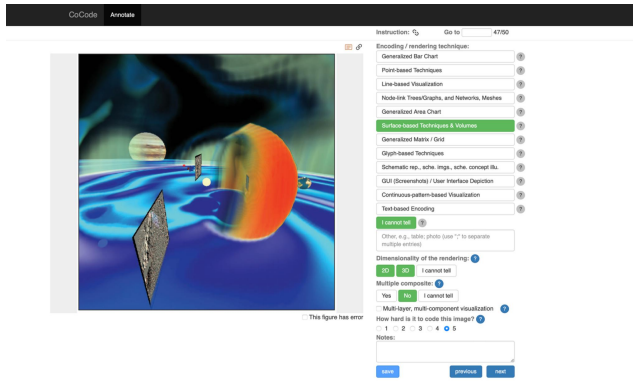 CoCode Annotate
Instruction: Go to 47/50
Encoding / rendering technique:
Generalized Bar Chart ?
Point-based Techniques ?
Line-based Visualization ?
Node-link Trees/Graphs, and Networks, Meshes ?
Generalized Area Chart ?
Surface-based Techniques & Volumes ?
Generalized Matrix / Grid ?
Glyph-based Techniques ?
Schematic rep., sche. imgs., sche. concept illu. ?
GUI (Screenshots) / User Interface Depiction ?
Continuous-pattern-based Visualization ?
Text-based Encoding ?
I cannot tell ?
Other, e.g., table; photo (use ";" to separate
multiple entries)
Dimensionality of the rendering: ?
2D 3D I cannot tell
Multiple composite: ?
Yes No I cannot tell
Multi-layer, multi-component visualization ?
This figure has error
How hard is it to code this image? ?
1 2 3 4 5
Notes:
save previous next